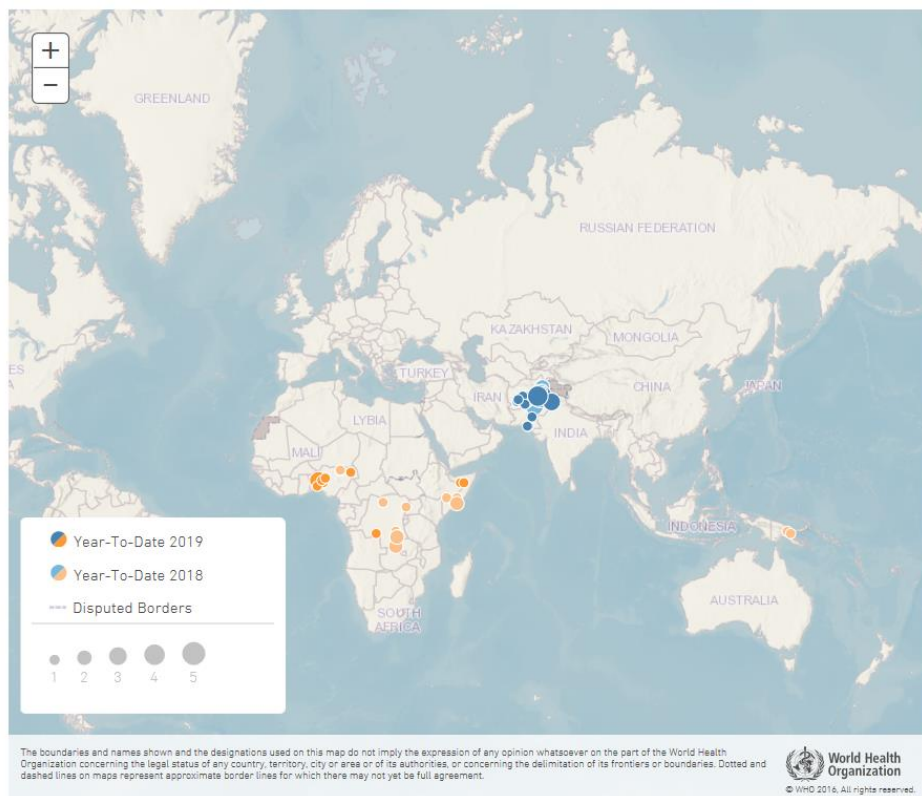 +
−
GREENLAND
RUSSIAN FEDERATION
KAZAKHSTAN
MONGOLIA
TURKEY
CHINA
JAPAN
IRAN
LYBIA
ES
A
INDIA
MALI
INDONESIA
Year-To-Date 2019
Year-To-Date 2018
AUSTRALIA
Disputed Borders
SOUTH
AFRICA
1 2 3 4 5
The boundaries and names shown and the designations used on this map do not imply the expression of any opinion whatsoever on the part of the World Health
Organization concerning the legal status of any country, territory, city or area or of its authorities, or concerning the delimitation of its frontiers or boundaries. Dotted and
dashed lines on maps represent approximate border lines for which there may not yet be full agreement.
World Health
Organization
© WHO 2016, All rights reserved.